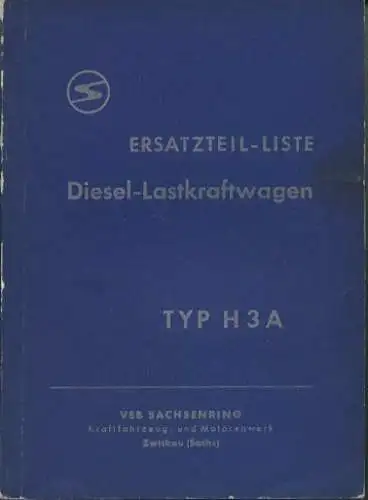 ERSATZTEIL-LISTE
Diesel-Lastkraftwagen
TYP H3A
VEB SACHSENRING
Kraftfahrzeug- und Motorenwerk
Zwickau (Sachs)